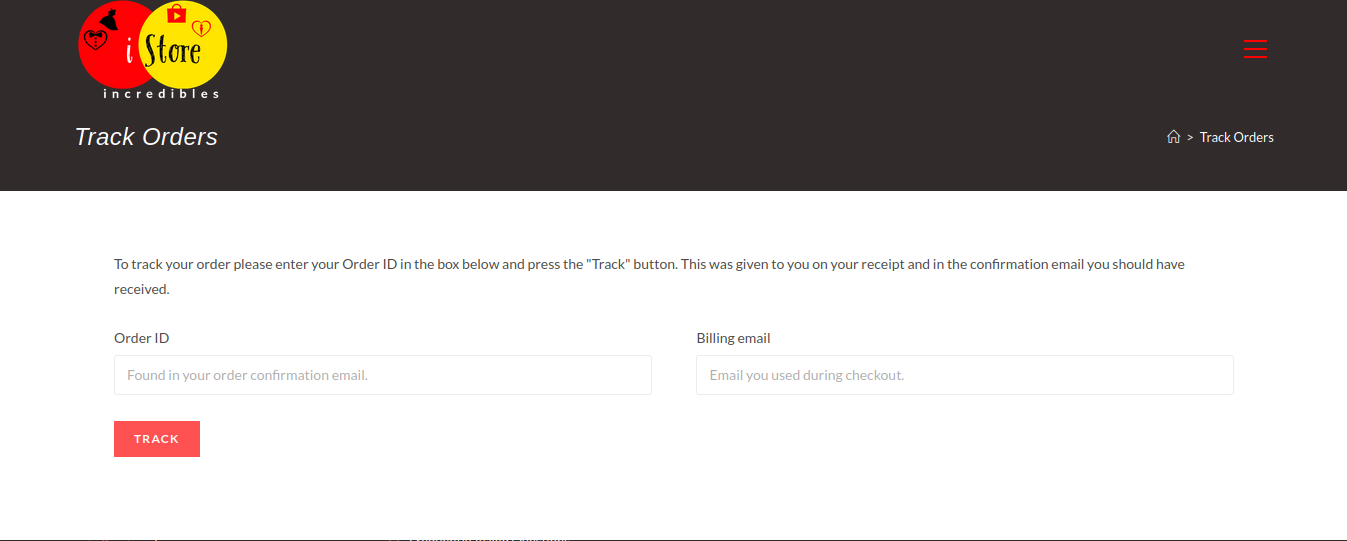 i Store
incredibles
Track Orders
> Track Orders
To track your order please enter your Order ID in the box below and press the "Track" button. This was given to you on your receipt and in the confirmation email you should have
received.
Order ID
Billing email
Found in your order confirmation email.
Email you used during checkout.
TRACK